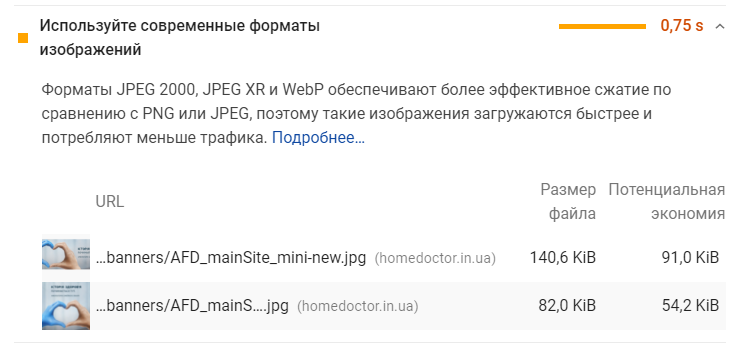 Используйте современные форматы 0,75 s
изображений
Форматы JPEG 2000, JPEG XR и WebP обеспечивают более эффективное сжатие по
сравнению с PNG или JPEG, поэтому такие изображения загружаются быстрее и
потребляют меньше трафика. Подробнее...
URL Размер файла Потенциальная экономия
...banners/AFD_mainSite_mini-new.jpg (homedoctor.in.ua) 140,6 KiB 91,0 KiB
...banners/AFD_mainS....jpg (homedoctor.in.ua) 82,0 KiB 54,2 KiB